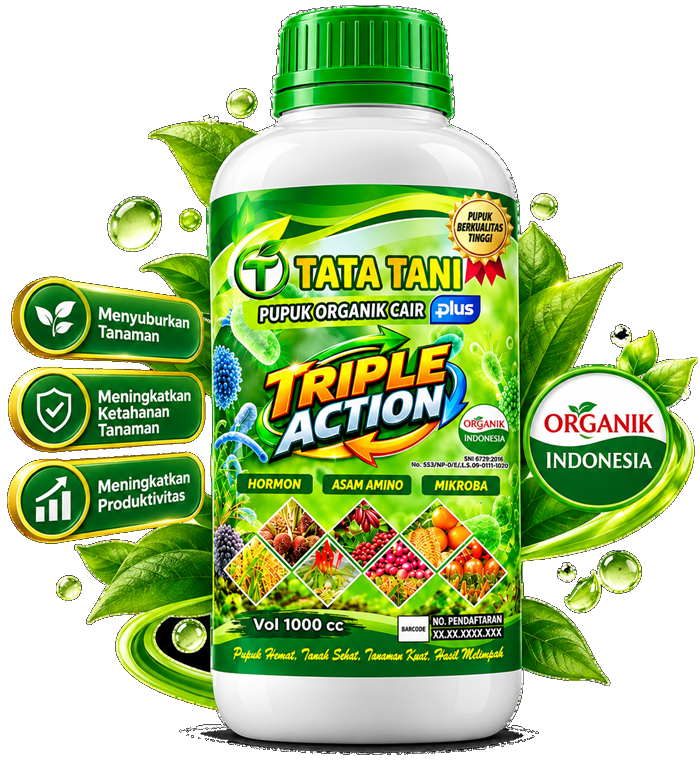 PUPUK
BERKUALITAS
TINGGI
TATA TANI
PUPUK ORGANIK CAIR plus
Menyuburkan
Tanaman
Meningkatkan
Ketahanan
Tanaman
Meningkatkan
Produktivitas
TRIPLE
ACTION
ORGANIK
INDONESIA
SNI 6729:2016
No. 553/NP-0/E/.L.S.09-0111-1020
ORGANIK
INDONESIA
HORMON
ASAM AMINO
MIKROBA
Vol 1000 cc
BARCODE
NO. PENDAFTARAN
XX.XX.XXXX.XXX
Pupuk Hemat, Tanah Sehat, Tanaman Kuat, Hasil Melimpah